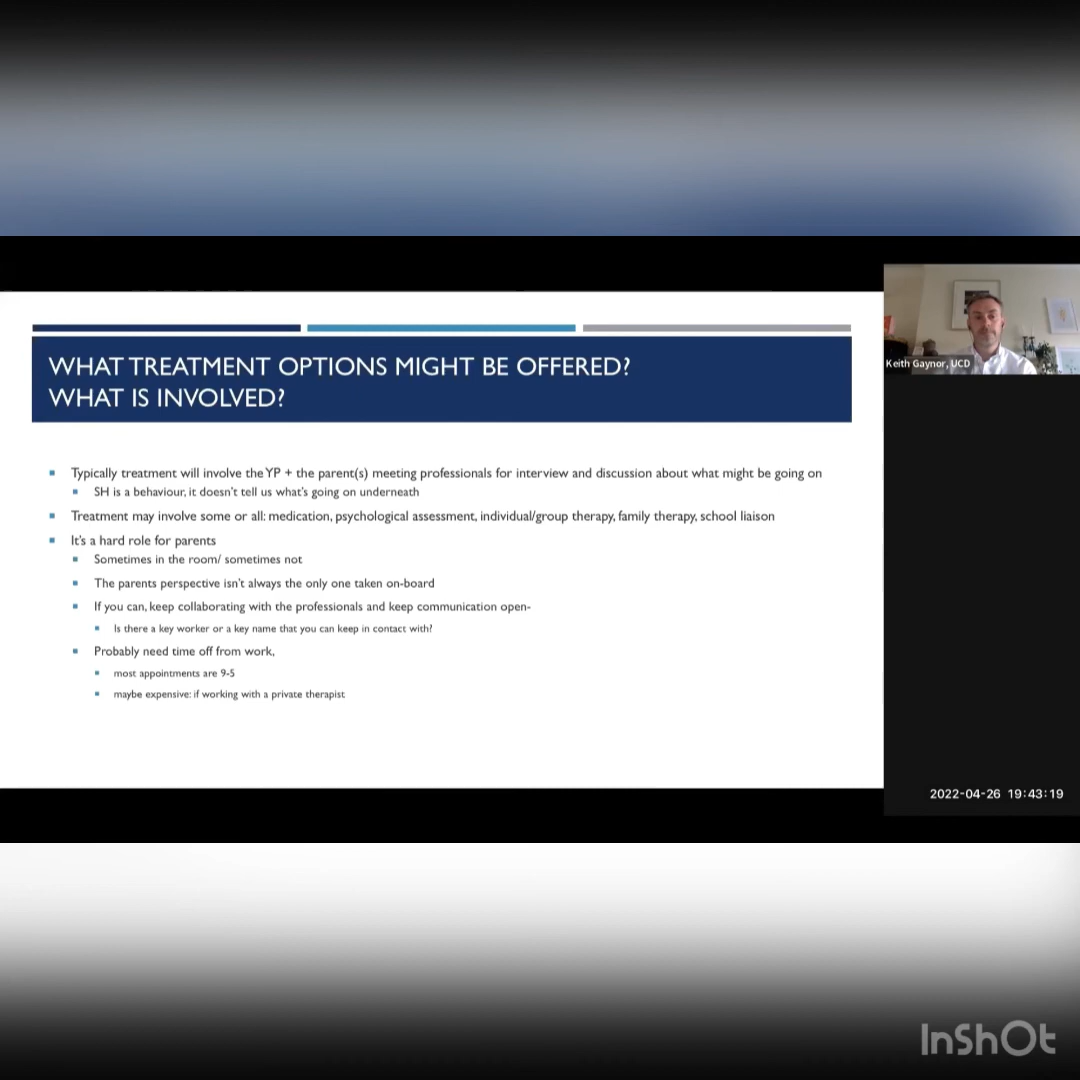 WHAT TREATMENT OPTIONS MIGHT BE OFFERED?
WHAT IS INVOLVED?
Typically treatment will involve the YP + the parent(s) meeting professionals for interview and discussion about what might be going on
SH is a behaviour, it doesn't tell us what's going on underneath
Treatment may involve some or all: medication, psychological assessment, individual/group therapy, family therapy, school liaison
It's a hard role for parents
Sometimes in the room/ sometimes not
The parents perspective isn't always the only one taken on-board
If you can, keep collaborating with the professionals and keep communication open-
Is there a key worker or a key name that you can keep in contact with?
Probably need time off from work,
most appointments are 9-5
maybe expensive: if working with a private therapist
Keith Gaynor, UCD
2022-04-26 19:43:19
InShOt